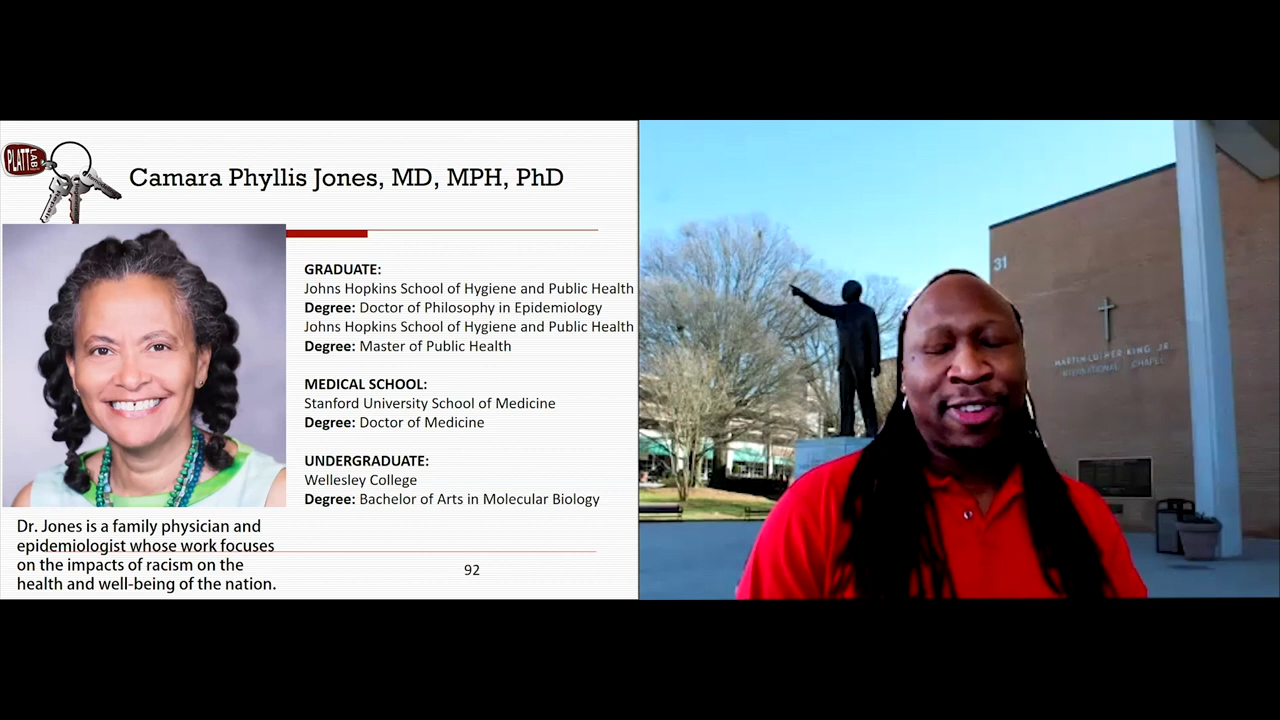 PLATT
LAB
Camara Phyllis Jones, MD, MPH, PhD
GRADUATE:
Johns Hopkins School of Hygiene and Public Health
Degree: Doctor of Philosophy in Epidemiology
Johns Hopkins School of Hygiene and Public Health
Degree: Master of Public Health
MEDICAL SCHOOL:
Stanford University School of Medicine
Degree: Doctor of Medicine
UNDERGRADUATE:
Wellesley College
Degree: Bachelor of Arts in Molecular Biology
Dr. Jones is a family physician and
epidemiologist whose work focuses
on the impacts of racism on the
health and well-being of the nation.
92
31
MARTIN LUTHER KING JR.
INTERNATIONAL CHAPEL